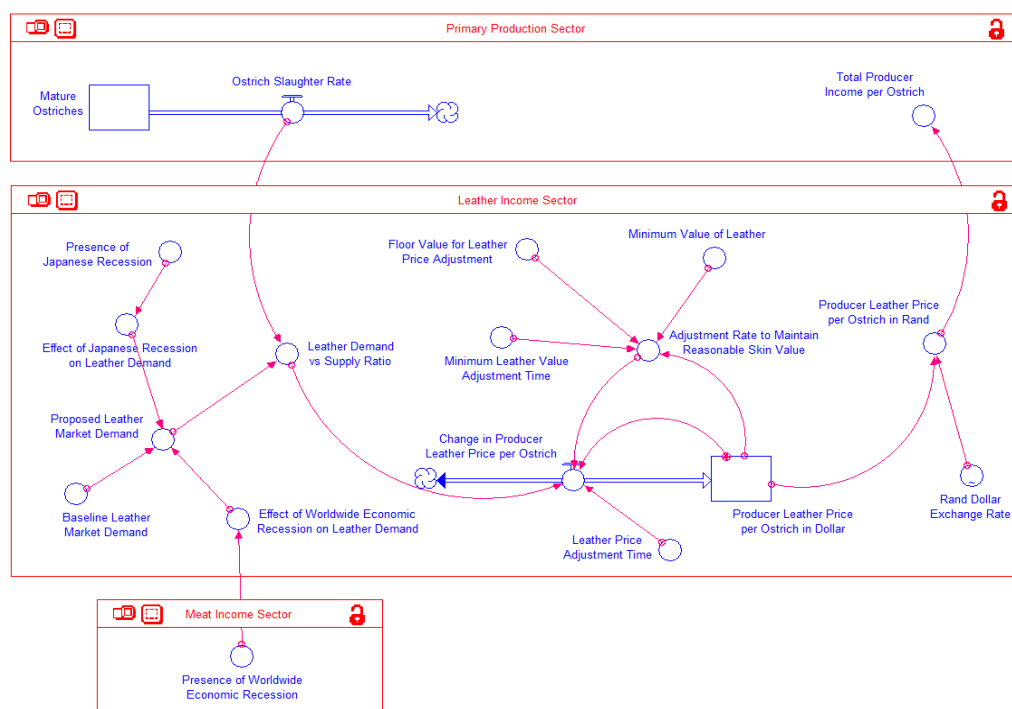 Primary Production Sector
Ostrich Slaughter Rate
Mature
Ostriches
Total Producer
Income per Ostrich
Leather Income Sector
Presence of
Japanese Recession
Floor Value for Leather
Price Adjustment
Minimum Value of Leather
Effect of Japanese Recession
on Leather Demand
Leather Demand
vs Supply Ratio
Minimum Leather Value
Adjustment Time
Adjustment Rate to Maintain
Reasonable Skin Value
Producer Leather Price
per Ostrich in Rand
Proposed Leather
Market Demand
Change in Producer
Leather Price per Ostrich
Baseline Leather
Market Demand
Effect of Worldwide Economic
Recession on Leather Demand
Leather Price
Adjustment Time
Producer Leather Price
per Ostrich in Dollar
~
Rand Dollar
Exchange Rate
Meat Income Sector
Presence of Worldwide
Economic Recession